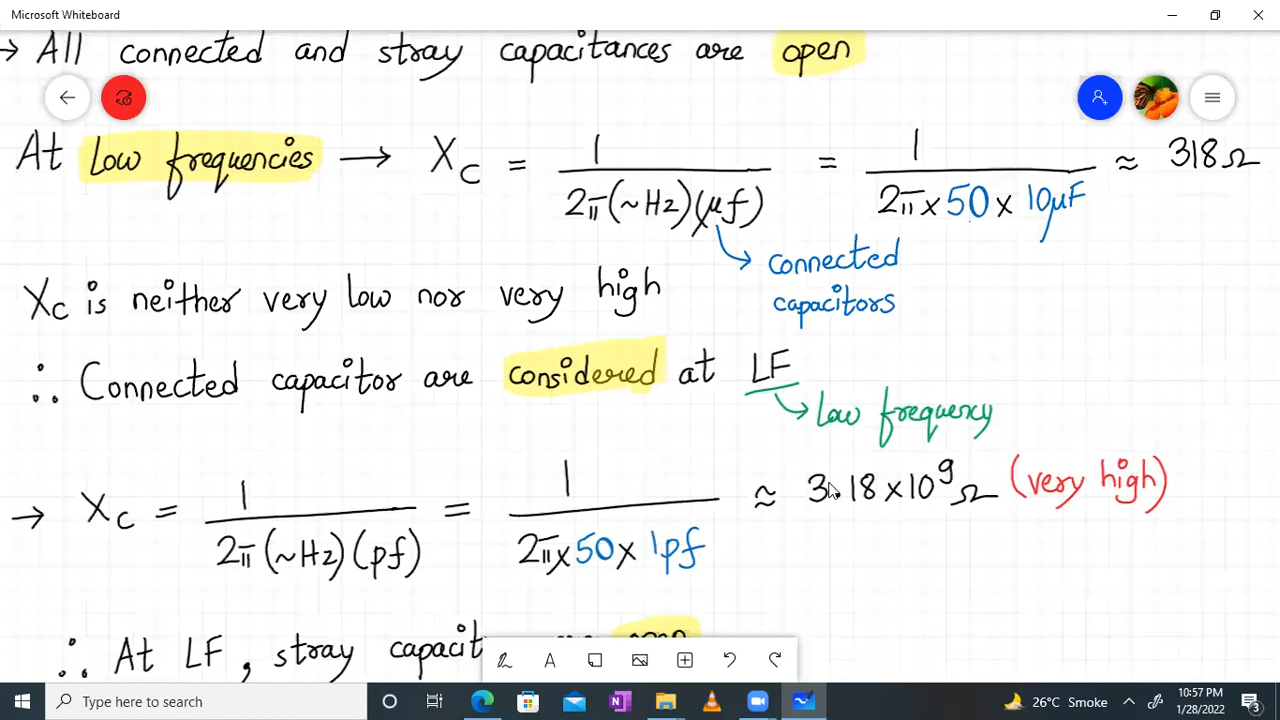 Microsoft Whiteboard
→ All connected and stray capacitances are open
At Low frequencies → Xc = 1 / 2π(~Hz)(μf) = 1 / 2π × 50 × 10μF ≈ 318Ω
connected
capacitors
Xc is neither very low nor very high
∴ Connected capacitor are considered at LF
Low frequency
→ Xc = 1 / 2π(~Hz)(pf) = 1 / 2π × 50 × 1pf ≈ 3.18 × 10⁹ Ω (very high)
∴ At LF, stray open
A
Type here to search
26°C Smoke
10:57 PM
1/28/2022
3